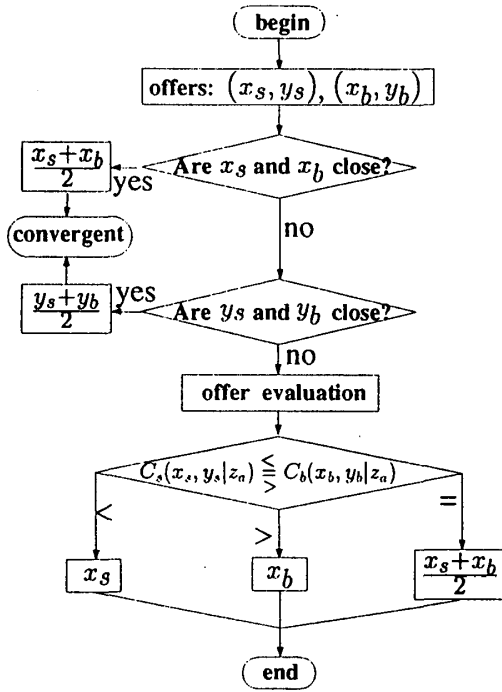 begin
offers: (x_s, y_s), (x_b, y_b)
x_s + x_b / 2
yes
Are x_s and x_b close?
convergent
no
y_s + y_b / 2
yes
Are y_s and y_b close?
no
offer evaluation
C_s(x_s, y_s|z_a) <=> C_b(x_b, y_b|z_a)
<
>
=
x_s
x_b
x_s + x_b / 2
end